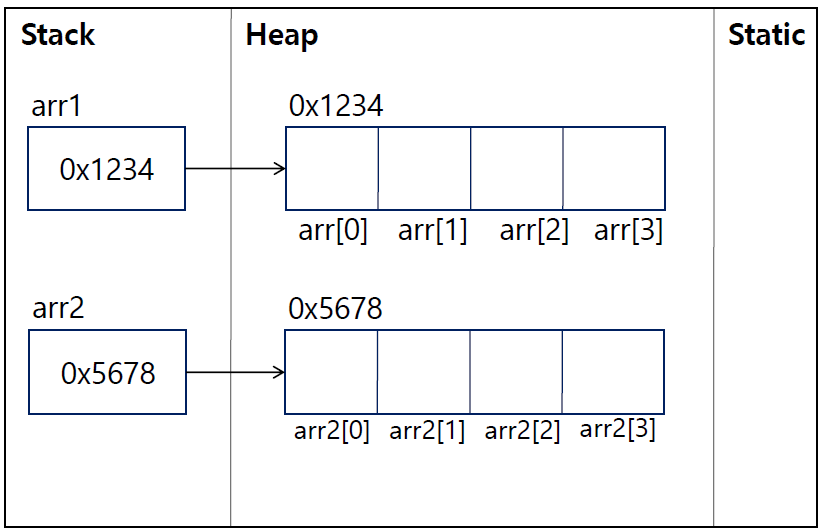 Stack Heap Static
arr1 0x1234
0x1234
arr[0] arr[1] arr[2] arr[3]
arr2 0x5678
0x5678
arr2[0] arr2[1] arr2[2] arr2[3]